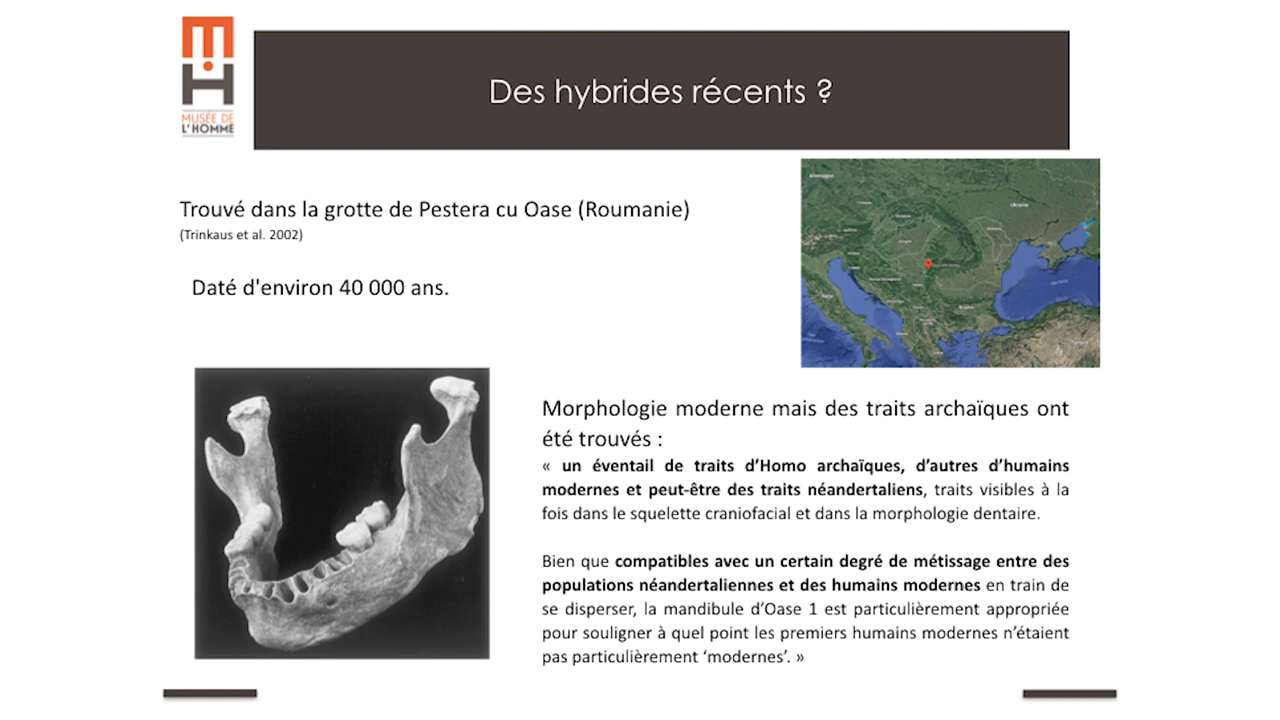 MUSÉE DE
L'HOMME
Des hybrides récents ?
Trouvé dans la grotte de Pestera cu Oase (Roumanie)
(Trinkaus et al. 2002)
Daté d'environ 40 000 ans.
Ukraine
Morphologie moderne mais des traits archaïques ont
été trouvés :
« un éventail de traits d’Homo archaïques, d’autres d’humains
modernes et peut-être des traits néandertaliens, traits visibles à la
fois dans le squelette craniofacial et dans la morphologie dentaire.
Bien que compatibles avec un certain degré de métissage entre des
populations néandertaliennes et des humains modernes en train de
se disperser, la mandibule d’Oase 1 est particulièrement appropriée
pour souligner à quel point les premiers humains modernes n’étaient
pas particulièrement ‘modernes’. »